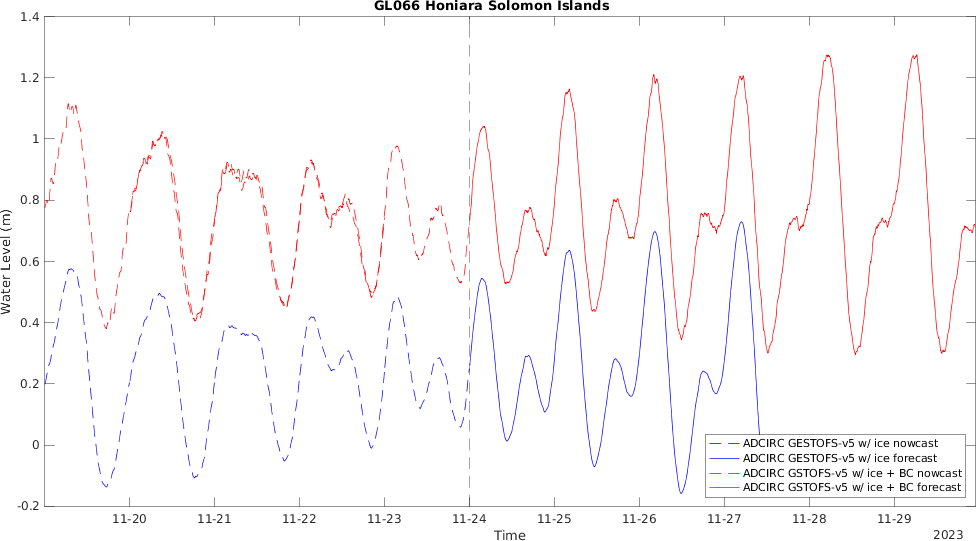 GL066 Honiara Solomon Islands
1.4
1.2
1
0.8
0.6
0.4
0.2
0
-0.2
Water Level (m)
11-20 11-21 11-22 11-23 11-24 11-25 11-26 11-27 11-28 11-29
Time
2023
ADCIRC GESTOFS-v5 w/ ice nowcast
ADCIRC GESTOFS-v5 w/ ice forecast
ADCIRC GSTOFS-v5 w/ ice + BC nowcast
ADCIRC GSTOFS-v5 w/ ice + BC forecast